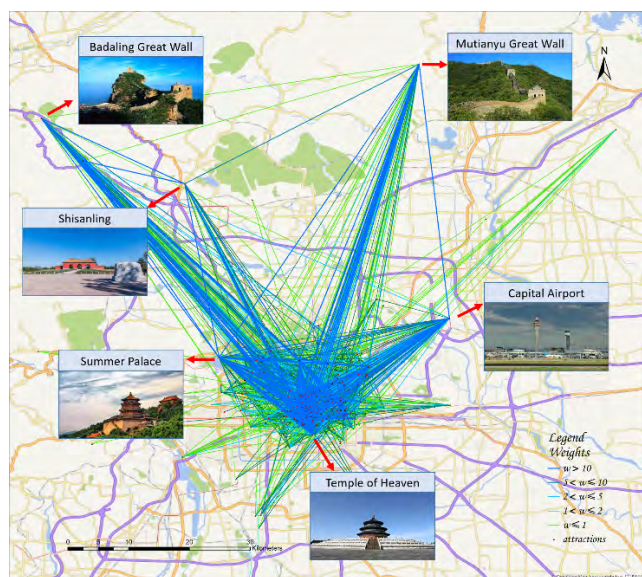 Badaling Great Wall
Mutianyu Great Wall
N
Shisanling
Capital Airport
Summer Palace
Temple of Heaven
Legend
Weights
w > 10
5 < w ≤ 10
2 < w ≤ 5
1 < w ≤ 2
w ≤ 1
attractions
0 5 10 20 30
Kilometers